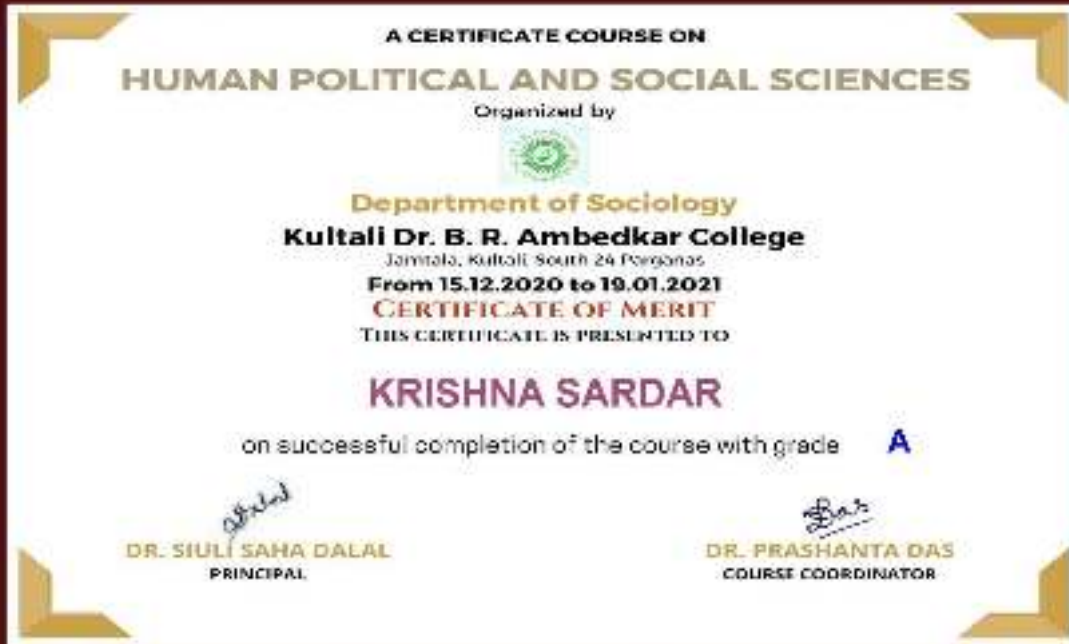 A CERTIFICATE COURSE ON
HUMAN POLITICAL AND SOCIAL SCIENCES
Organized by
Department of Sociology
Kultali Dr. B. R. Ambedkar College
Jamtala, Kultali, South 24 Parganas
From 15.12.2020 to 19.01.2021
CERTIFICATE OF MERIT
THIS CERTIFICATE IS PRESENTED TO
KRISHNA SARDAR
on successful completion of the course with grade A
DR. SIULI SAHA DALAL DR. PRASHANTA DAS
PRINCIPAL COURSE COORDINATOR